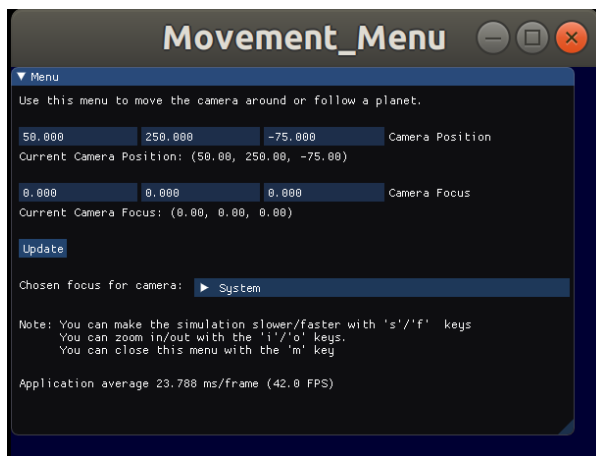 Movement_Menu
Menu
Use this menu to move the camera around or follow a planet.
50.000 250.000 -75.000 Camera Position
Current Camera Position: (50.00, 250.00, -75.00)
0.000 0.000 0.000 Camera Focus
Current Camera Focus: (0.00, 0.00, 0.00)
Update
Chosen focus for camera: System
Note: You can make the simulation slower/faster with 's'/'f' keys
You can zoom in/out with the 'i'/'o' keys.
You can close this menu with the 'm' key
Application average 23.788 ms/frame (42.0 FPS)